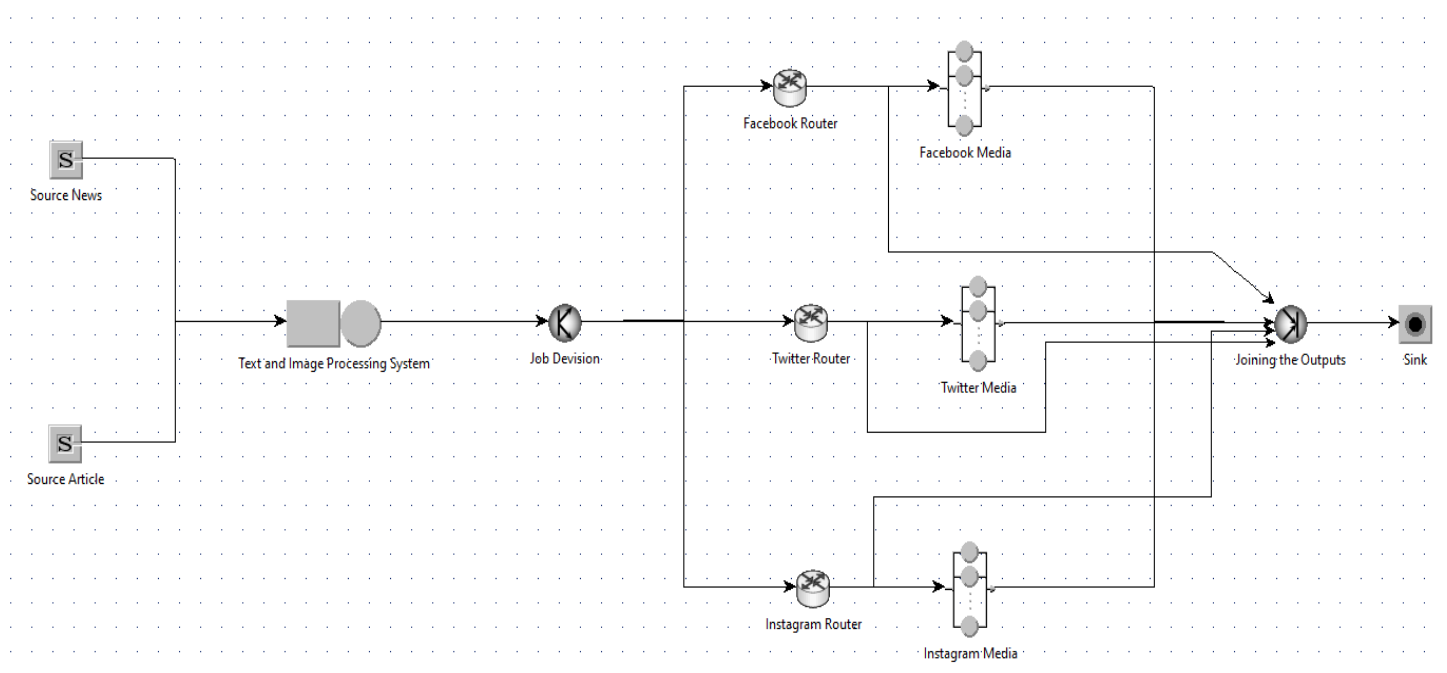 Facebook Router
Facebook Media
S
Source News
Text and Image Processing System
Job Devision
Twitter Router
Twitter Media
Joining the Outputs
Sink
S
Source Article
Instagram Router
Instagram Media